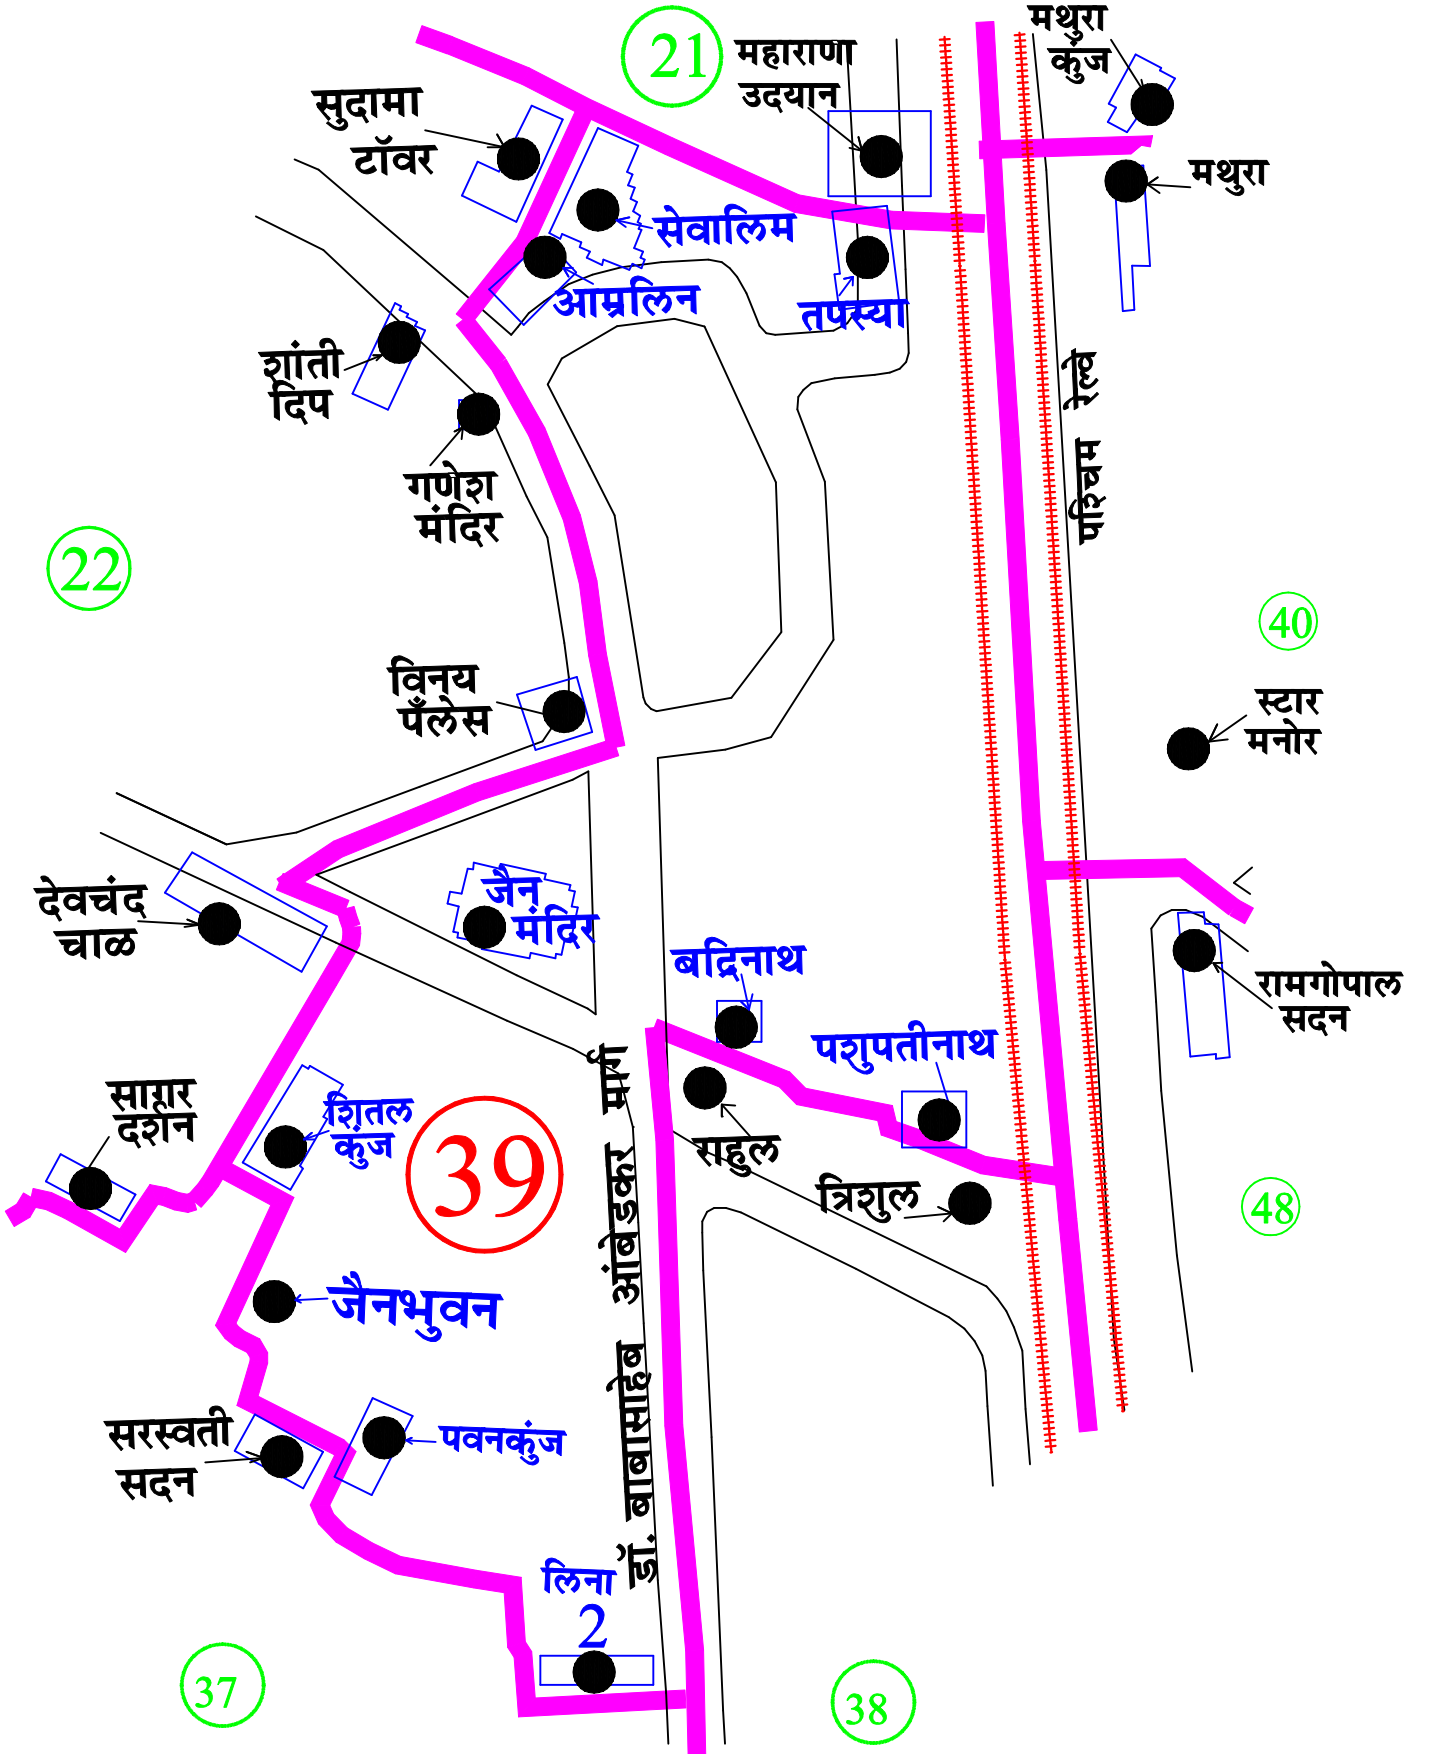 मथुरा
कुंज
21
महाराणा
उदयान
सुदामा
टॉवर
मथुरा
सेवालिम
आम्रलिन
तपस्या
शांती
दिप
पश्चिम रेल्वे
गणेश
मंदिर
22
40
विनय
पॅंलेस
स्टार
मनोर
देवचंद
चाळ
जैन
मंदिर
बद्रिनाथ
पशुपतीनाथ
रामगोपाल
सदन
सागर
दर्शन
शितल
कुंज
39
राहुल
त्रिशुल
48
डॉ. बाबासाहेब आंबेडकर मार्ग
जैनभुवन
सरस्वती
सदन
पवनकुंज
लिना
2
37
38